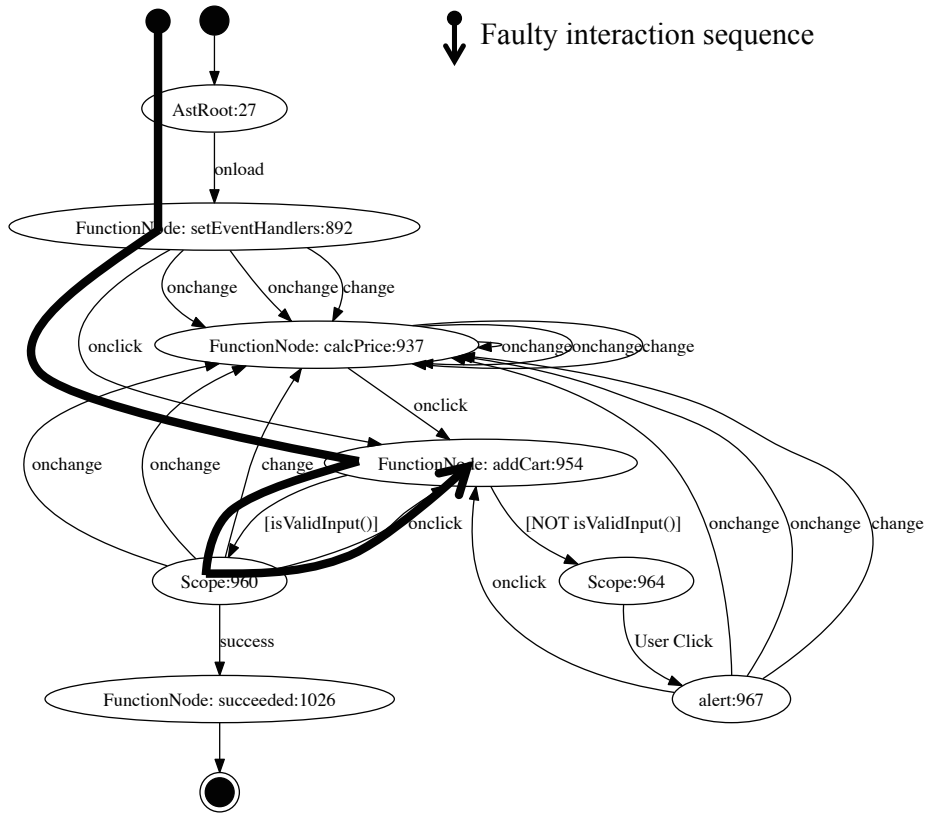 Faulty interaction sequence
AstRoot:27
onload
FunctionNode: setEventHandlers:892
onchange onchange change
onclick FunctionNode: calcPrice:937 onchange onchange change
onclick
onchange onchange change FunctionNode: addCart:954
[isValidInput()] onclick [NOT isValidInput()] onchange onchange change
Scope:960 onclick Scope:964
success User Click
FunctionNode: succeeded:1026 alert:967